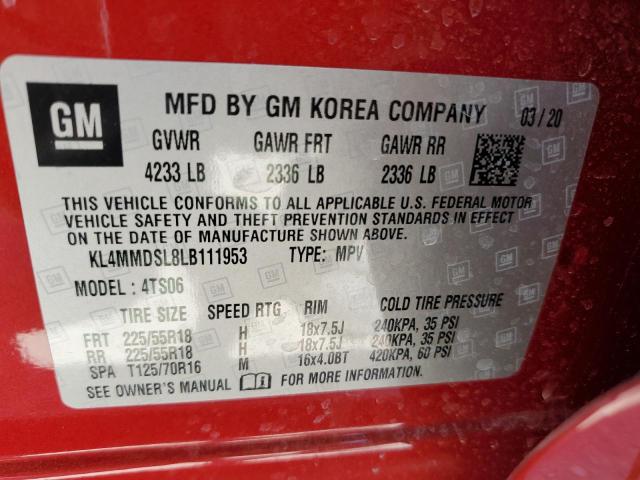 GM MFD BY GM KOREA COMPANY 03/20
GVWR GAWR FRT GAWR RR
4233 LB 2336 LB 2336 LB
THIS VEHICLE CONFORMS TO ALL APPLICABLE U.S. FEDERAL MOTOR
VEHICLE SAFETY AND THEFT PREVENTION STANDARDS IN EFFECT
ON THE DATE OF MANUFACTURE SHOWN ABOVE.
KL4MMDSL8LB111953 TYPE: MPV
MODEL: 4TS06
TIRE SIZE SPEED RTG RIM COLD TIRE PRESSURE
FRT 225/55R18 H 18x7.5J 240KPA, 35 PSI
RR 225/55R18 H 18x7.5J 240KPA, 35 PSI
SPA T125/70R16 M 16x4.0BT 420KPA, 60 PSI
SEE OWNER'S MANUAL FOR MORE INFORMATION